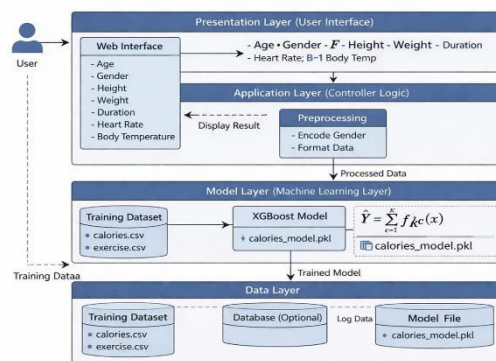 Presentation Layer (User Interface)
User
Web Interface
- Age
- Gender
- Height
- Weight
- Duration
- Heart Rate
- Body Temperature
- Age • Gender - F - Height - Weight - Duration
- Heart Rate; B-1 Body Temp
Application Layer (Controller Logic)
Display Result
Preprocessing
- Encode Gender
- Format Data
Processed Data
Model Layer (Machine Learning Layer)
Training Dataset
• calories.csv
• exercise.csv
XGBoost Model
♦ calories_model.pkl
Ŷ = ∑ᴷ c=1 f k c(x)
calories_model.pkl
Training Dataa
Trained Model
Data Layer
Training Dataset
• calories.csv
• exercise.csv
Database (Optional)
Log Data
Model File
• calories_model.pkl